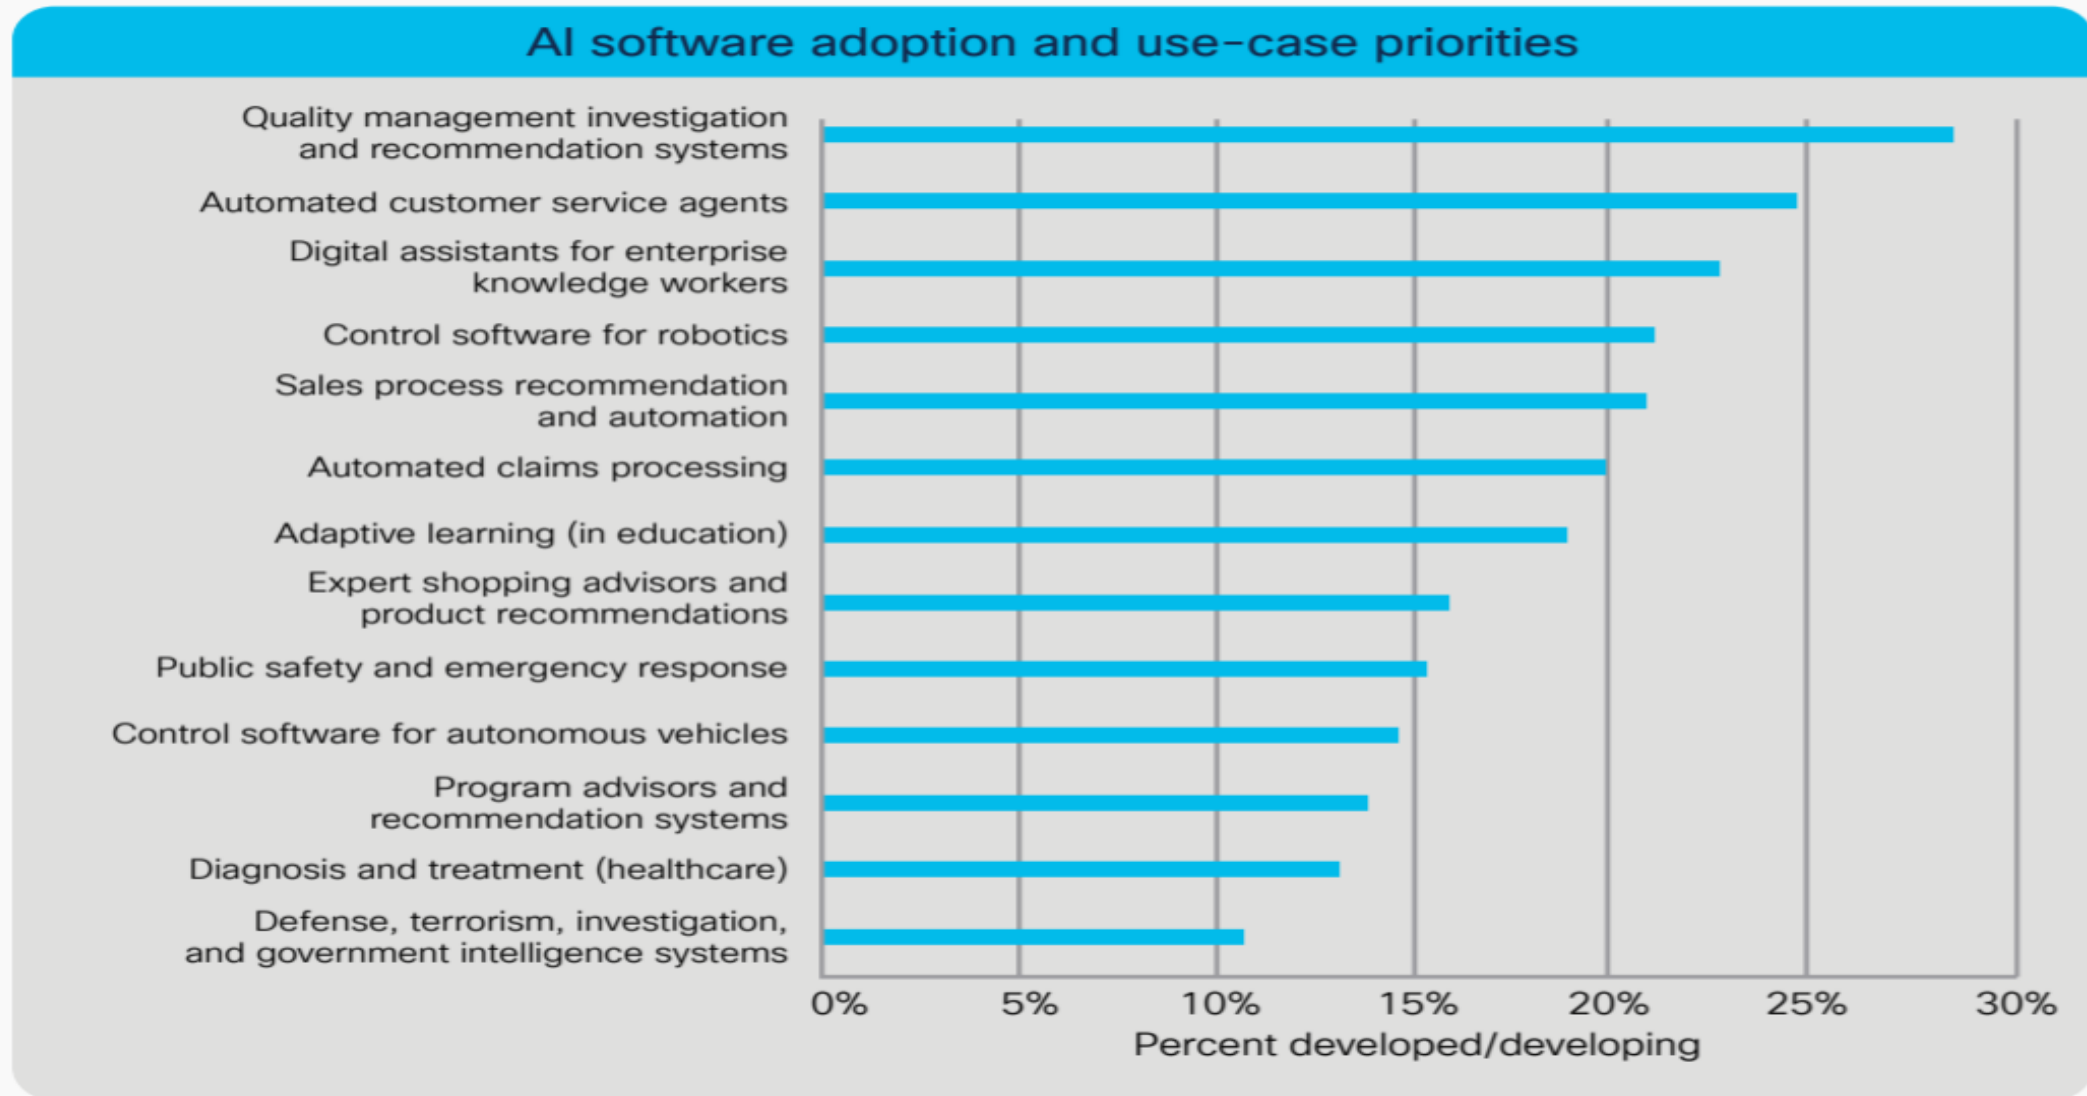 AI software adoption and use-case priorities
Quality management investigation
and recommendation systems
Automated customer service agents
Digital assistants for enterprise
knowledge workers
Control software for robotics
Sales process recommendation
and automation
Automated claims processing
Adaptive learning (in education)
Expert shopping advisors and
product recommendations
Public safety and emergency response
Control software for autonomous vehicles
Program advisors and
recommendation systems
Diagnosis and treatment (healthcare)
Defense, terrorism, investigation,
and government intelligence systems
0% 5% 10% 15% 20% 25% 30%
Percent developed/developing